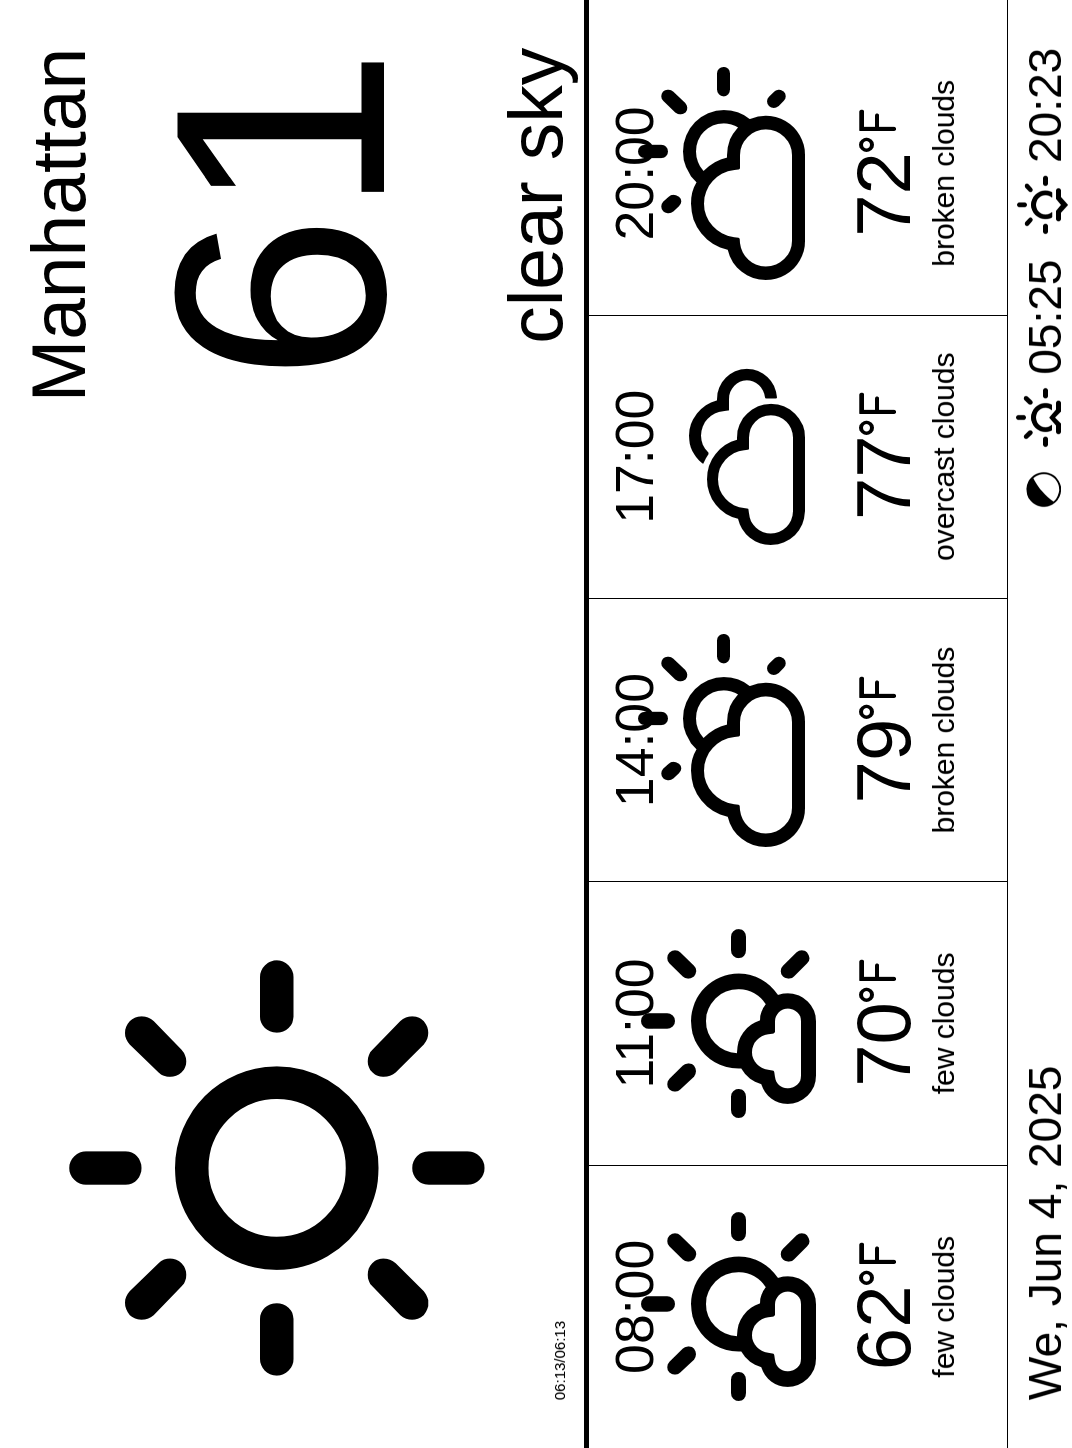 Manhattan
61
clear sky
06:13/06:13
08:00
62°F
few clouds
11:00
70°F
few clouds
14:00
79°F
broken clouds
17:00
77°F
overcast clouds
20:00
72°F
broken clouds
We, Jun 4, 2025
05:25
20:23